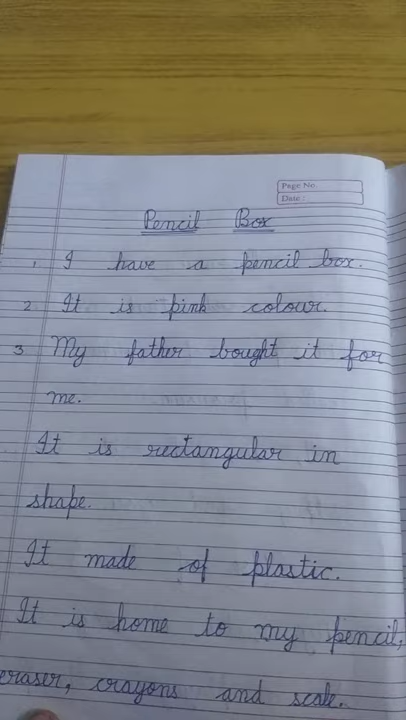 Page No.
Date :
Pencil Box
1. I have a pencil box.
2 It is pink colour.
3 My father bought it for
me.
It is rectangular in
shape.
It made of plastic.
It is home to my pencil,
eraser, crayons and scale.